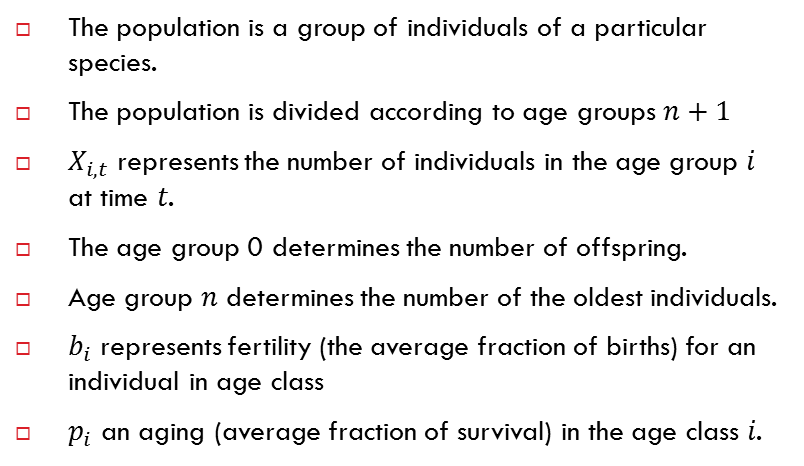 The population is a group of individuals of a particular
species.
The population is divided according to age groups n + 1
X_{i,t} represents the number of individuals in the age group i
at time t.
The age group 0 determines the number of offspring.
Age group n determines the number of the oldest individuals.
b_i represents fertility (the average fraction of births) for an
individual in age class
p_i an aging (average fraction of survival) in the age class i.